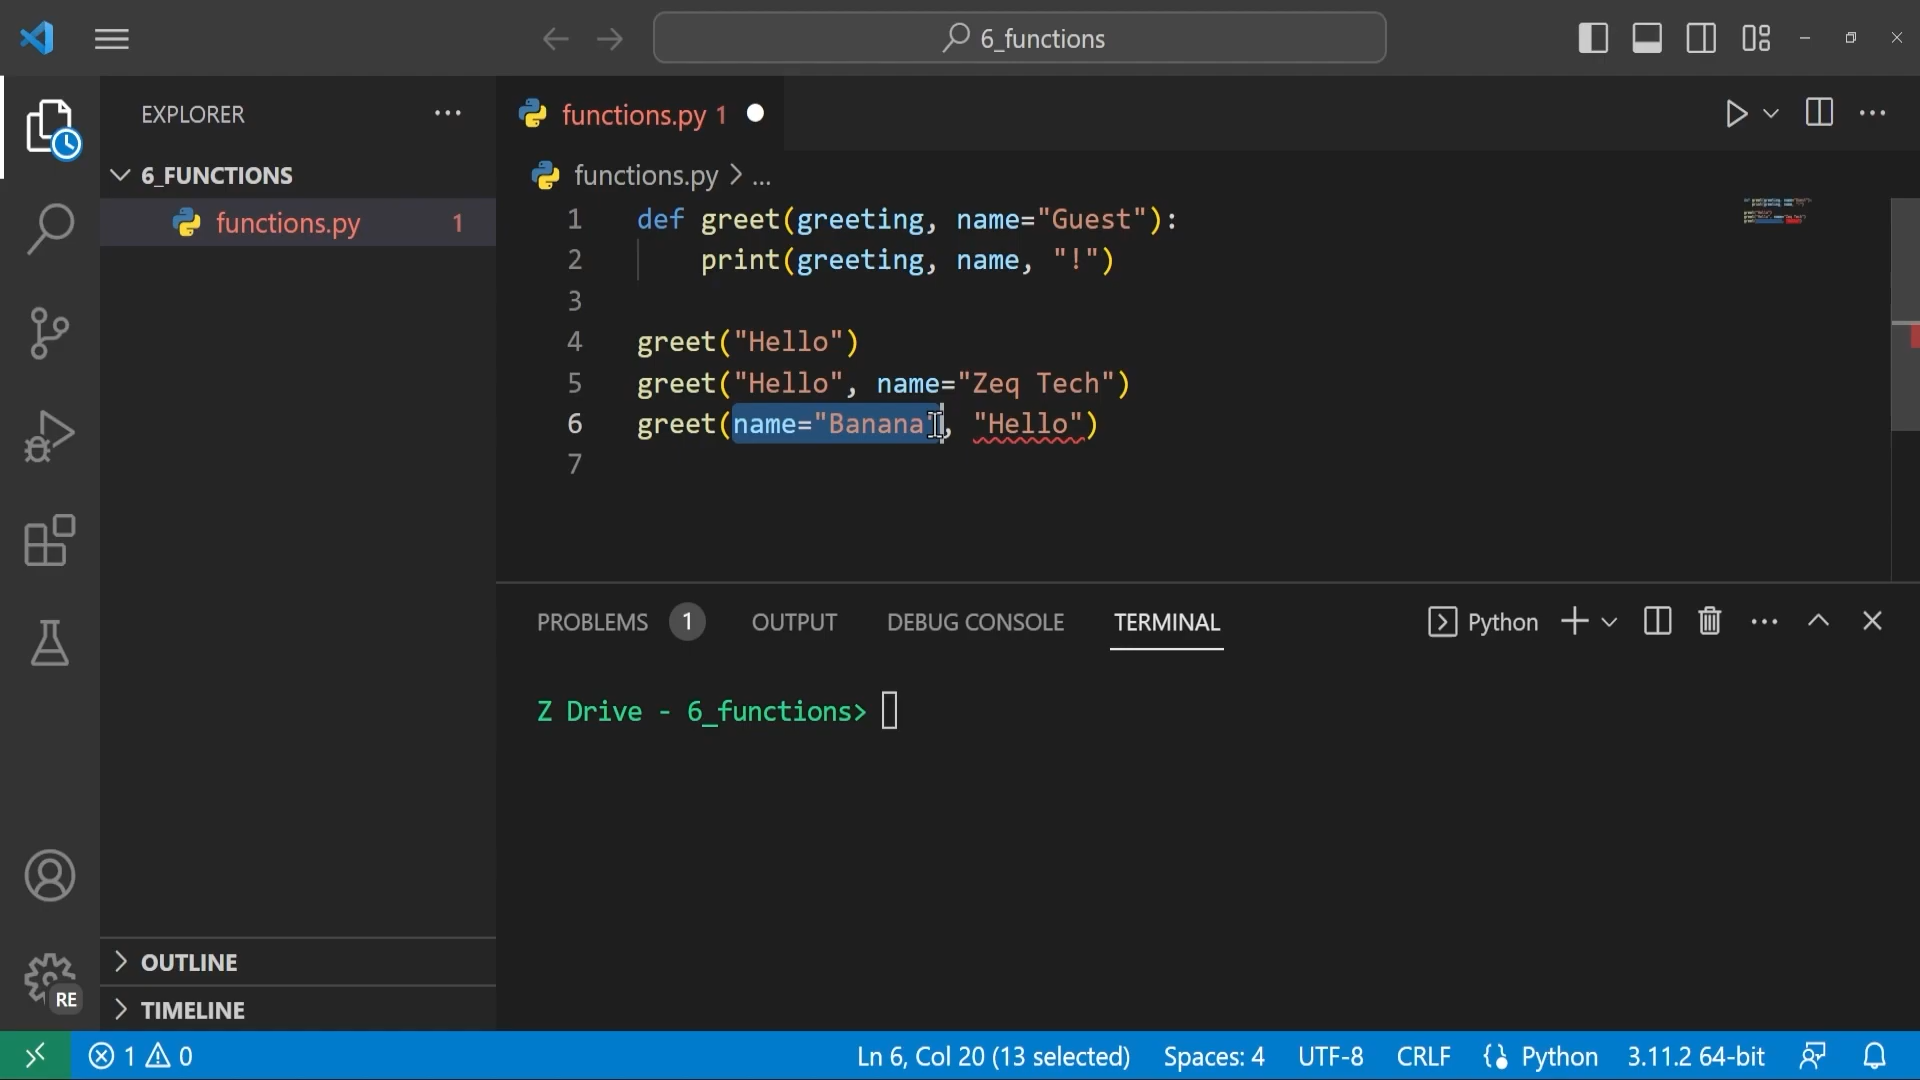 6_functions
EXPLORER
6_FUNCTIONS
functions.py 1
functions.py 1
functions.py > ...
1 def greet(greeting, name="Guest"):
2     print(greeting, name, "!")
3
4 greet("Hello")
5 greet("Hello", name="Zeq Tech")
6 greet(name="Banana", "Hello")
7
PROBLEMS 1 OUTPUT DEBUG CONSOLE TERMINAL Python
Z Drive - 6_functions>
OUTLINE
RE
TIMELINE
1 0 Ln 6, Col 20 (13 selected) Spaces: 4 UTF-8 CRLF Python 3.11.2 64-bit